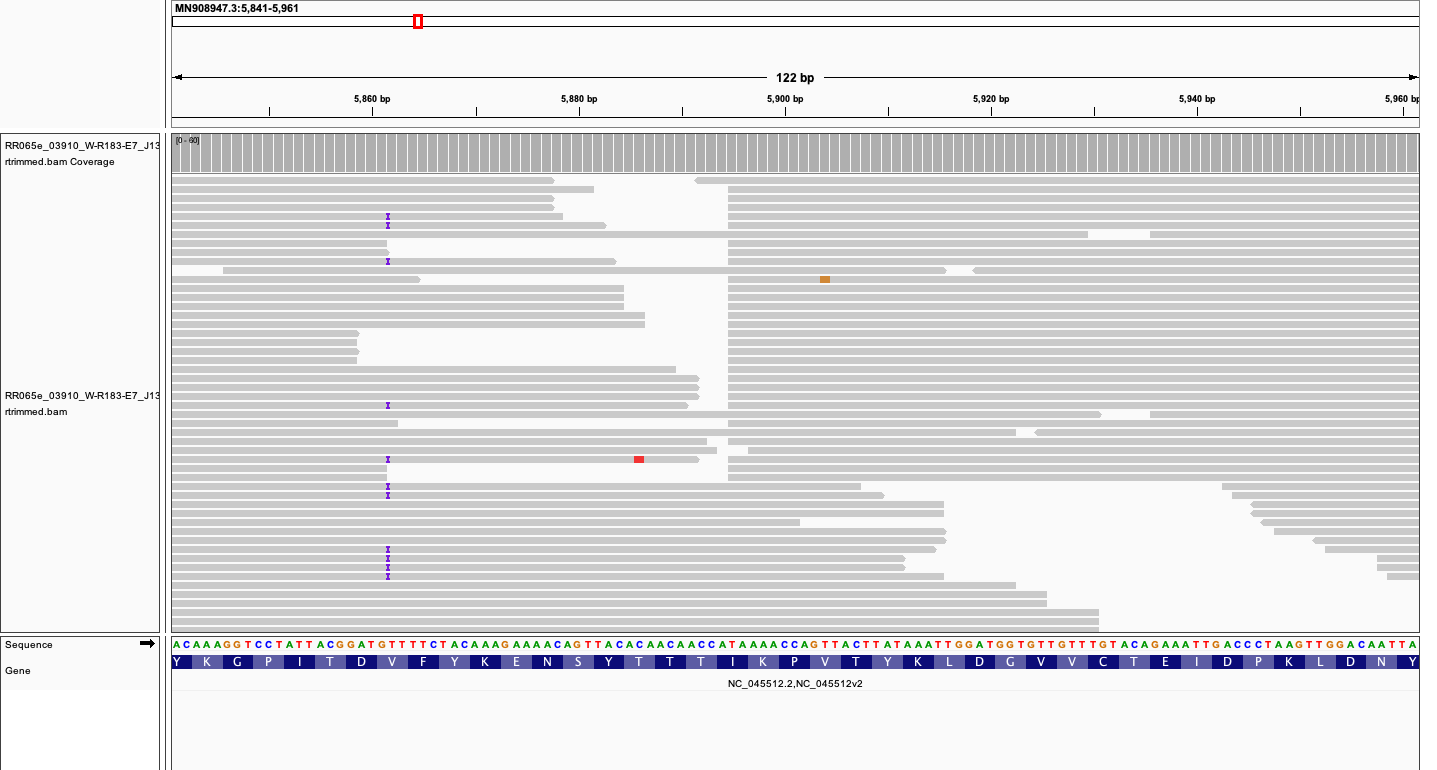 MN908947.3:5,841-5,961
122 bp
5,860 bp 5,880 bp 5,900 bp 5,920 bp 5,940 bp 5,960 bp
RR065e_03910_W-R183-E7_J13
rtrimmed.bam Coverage
[0 - 60]
RR065e_03910_W-R183-E7_J13
rtrimmed.bam
Sequence
ACAAAGGTCCTATTACGGATGTTTTCTACAAAGAAAACAGTTACACAACAACCATAAAACCAGTTACTTATAAATTGGATGGTGTTGTTTGTACAGAAATTGACCCTAAGTTGGACAATTA
Gene
Y K G P I T D V F Y K E N S Y T T T I K P V T Y K L D G V V C T E I D P K L D N Y
NC_045512.2,NC_045512v2